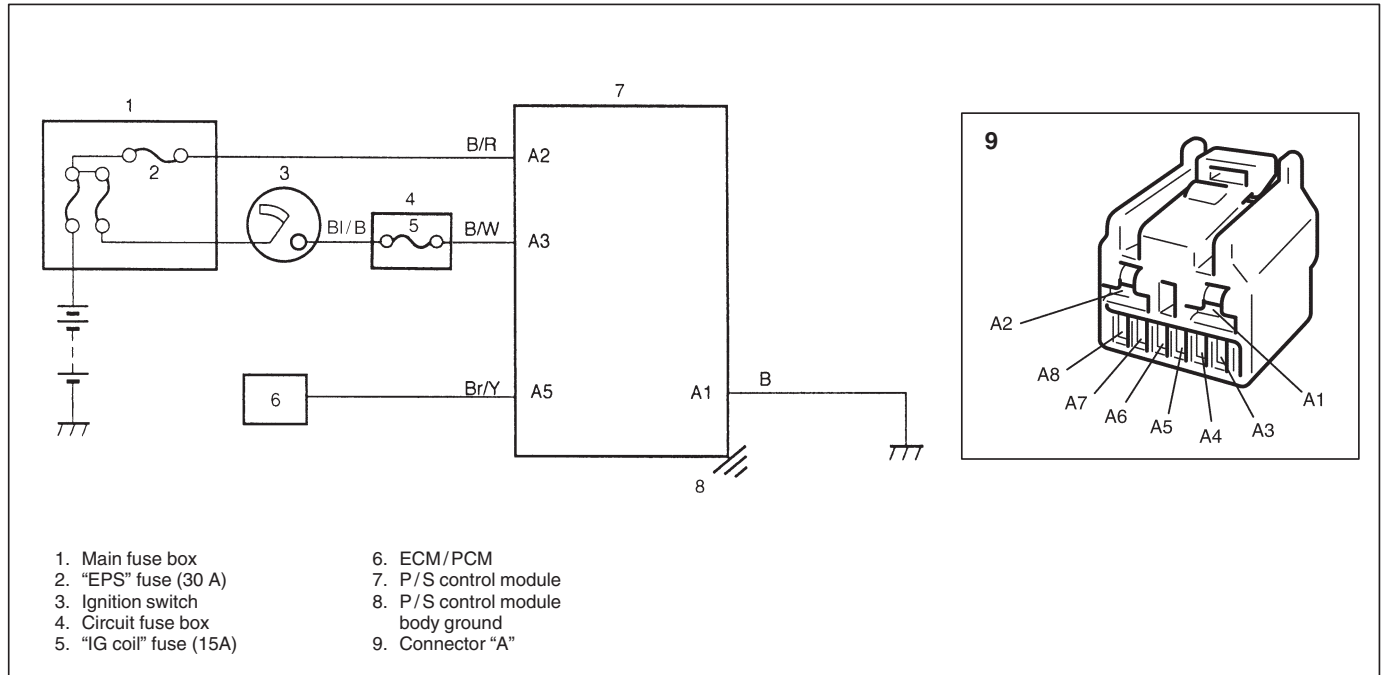 1
7
B/R
A2
2
3
4
5
Bl/B
B/W
A3
6
Br/Y
A5
A1
B
8
9
A2
A8
A7
A6
A5
A4
A3
A1
1. Main fuse box
2. “EPS” fuse (30 A)
3. Ignition switch
4. Circuit fuse box
5. “IG coil” fuse (15A)
6. ECM/PCM
7. P/S control module
8. P/S control module
body ground
9. Connector “A”